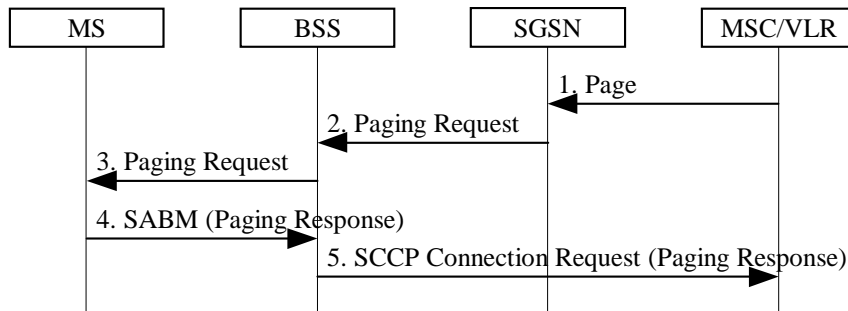 MS BSS SGSN MSC/VLR
1. Page
2. Paging Request
3. Paging Request
4. SABM (Paging Response)
5. SCCP Connection Request (Paging Response)